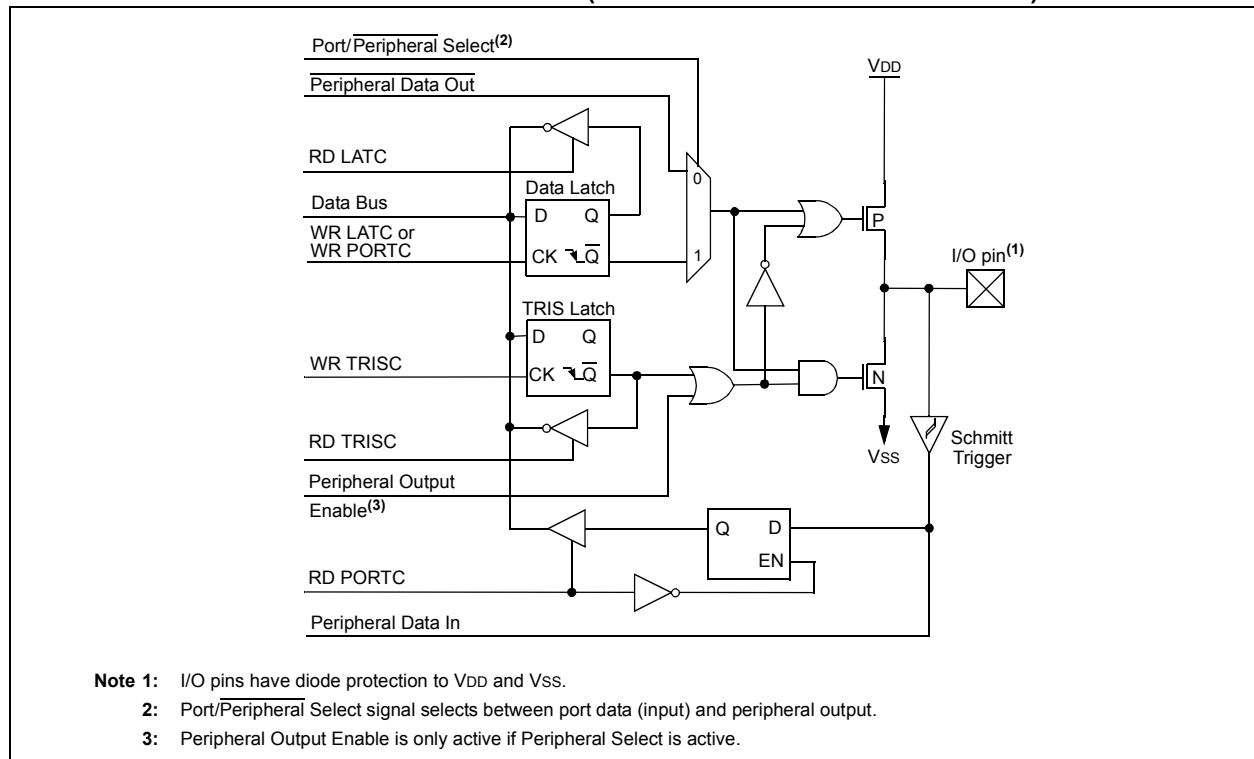 Port/Peripheral Select(2)
VDD
Peripheral Data Out
RD LATC
0
Data Latch
Data Bus
D Q
P
WR LATC or
WR PORTC
CK Q
1
I/O pin(1)
TRIS Latch
D Q
WR TRISC
CK Q
N
RD TRISC
VSS
Schmitt
Trigger
Peripheral Output
Enable(3)
Q D
EN
RD PORTC
Peripheral Data In
Note 1: I/O pins have diode protection to VDD and VSS.
2: Port/Peripheral Select signal selects between port data (input) and peripheral output.
3: Peripheral Output Enable is only active if Peripheral Select is active.